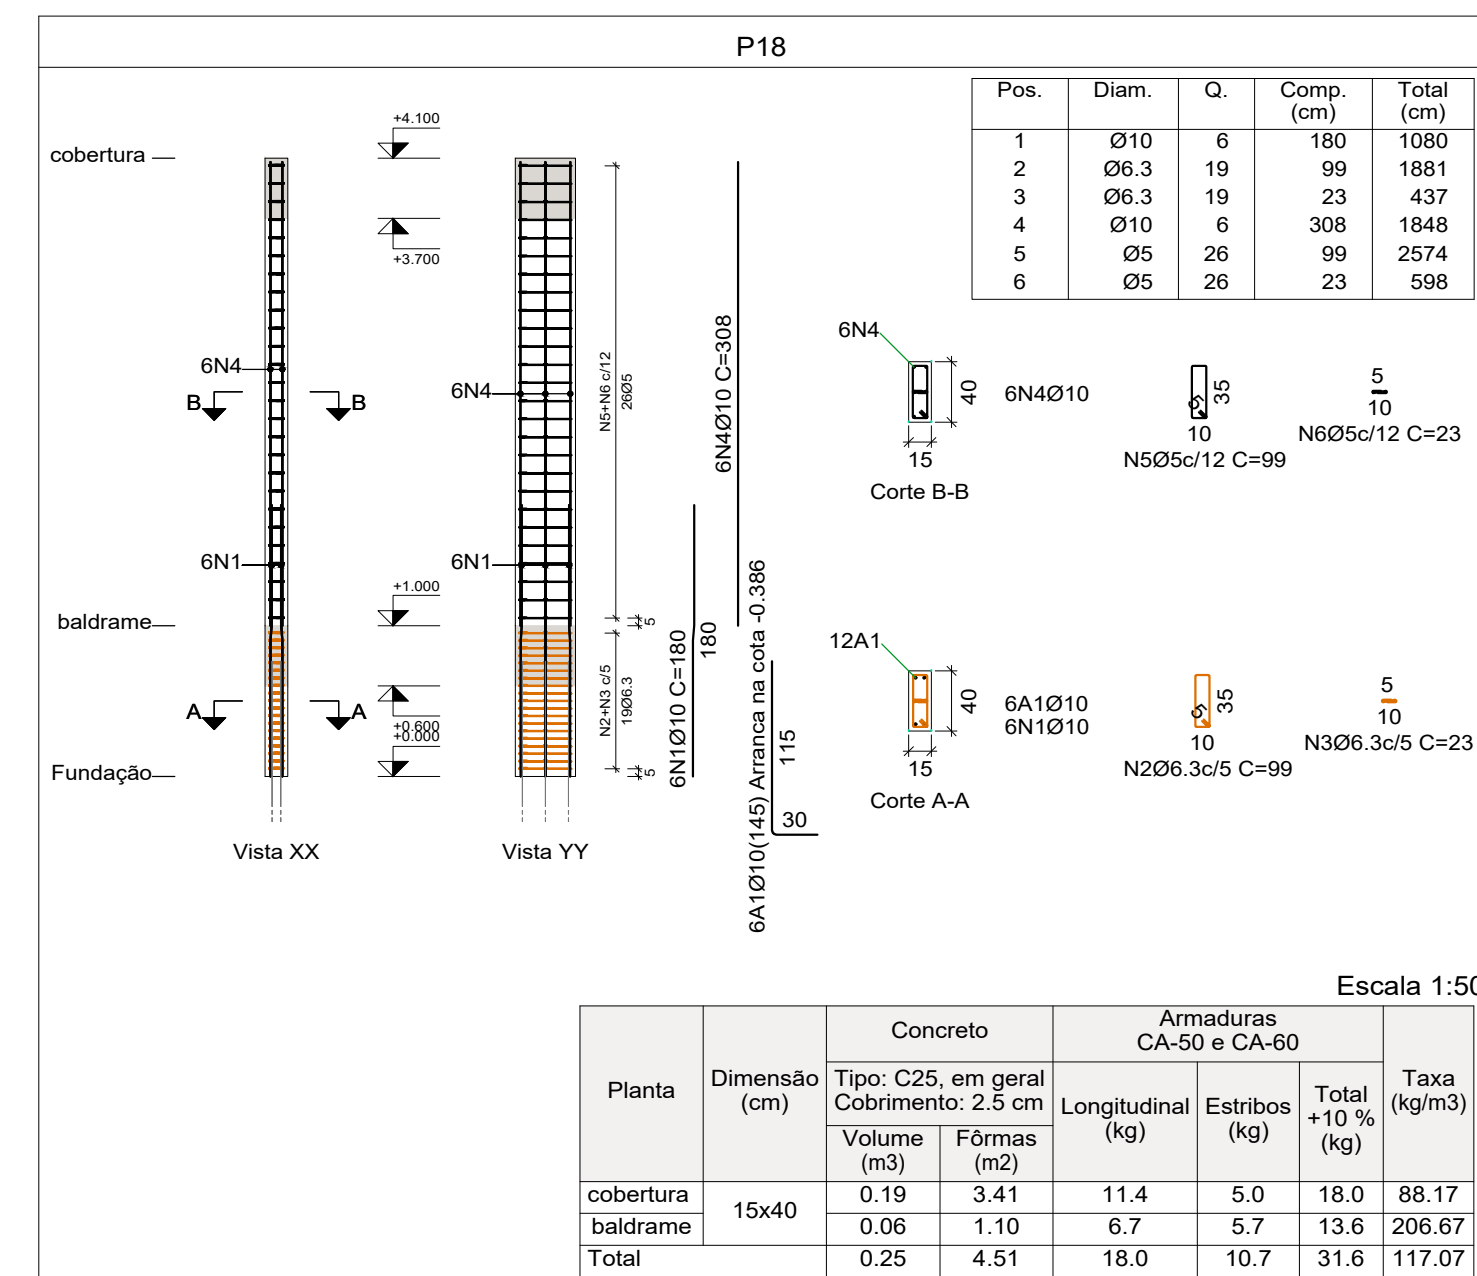 P18
Pos. Diam. Q. Comp. (cm) Total (cm)
1 Ø10 6 180 1080
2 Ø6.3 19 99 1881
3 Ø6.3 19 23 437
4 Ø10 6 308 1848
5 Ø5 26 99 2574
6 Ø5 26 23 598
cobertura
+4.100
+3.700
6N4
B B
6N1
baldrame
+1.000
A A
+0.600
+0.000
Fundação
Vista XX
6N4
6N1
Vista YY
N5+N6 c/12
26Ø5
5
N2+N3 c/5
19Ø6.3
5
6N4Ø10 C=308
6N1Ø10 C=180
180
6A1Ø10(145) Arranca na cota -0.386
115
30
6N4
40
15
Corte B-B
6N4Ø10
5
35
10
N5Ø5c/12 C=99
5
10
N6Ø5c/12 C=23
12A1
40
15
Corte A-A
6A1Ø10
6N1Ø10
5
35
10
N2Ø6.3c/5 C=99
5
10
N3Ø6.3c/5 C=23
Escala 1:50
Planta
Dimensão
(cm)
Concreto
Tipo: C25, em geral
Cobrimento: 2.5 cm
Volume
(m3)
Fôrmas
(m2)
Armaduras
CA-50 e CA-60
Longitudinal
(kg)
Estribos
(kg)
Total
+10 %
(kg)
Taxa
(kg/m3)
cobertura 15x40 0.19 3.41 11.4 5.0 18.0 88.17
baldrame 0.06 1.10 6.7 5.7 13.6 206.67
Total 0.25 4.51 18.0 10.7 31.6 117.07